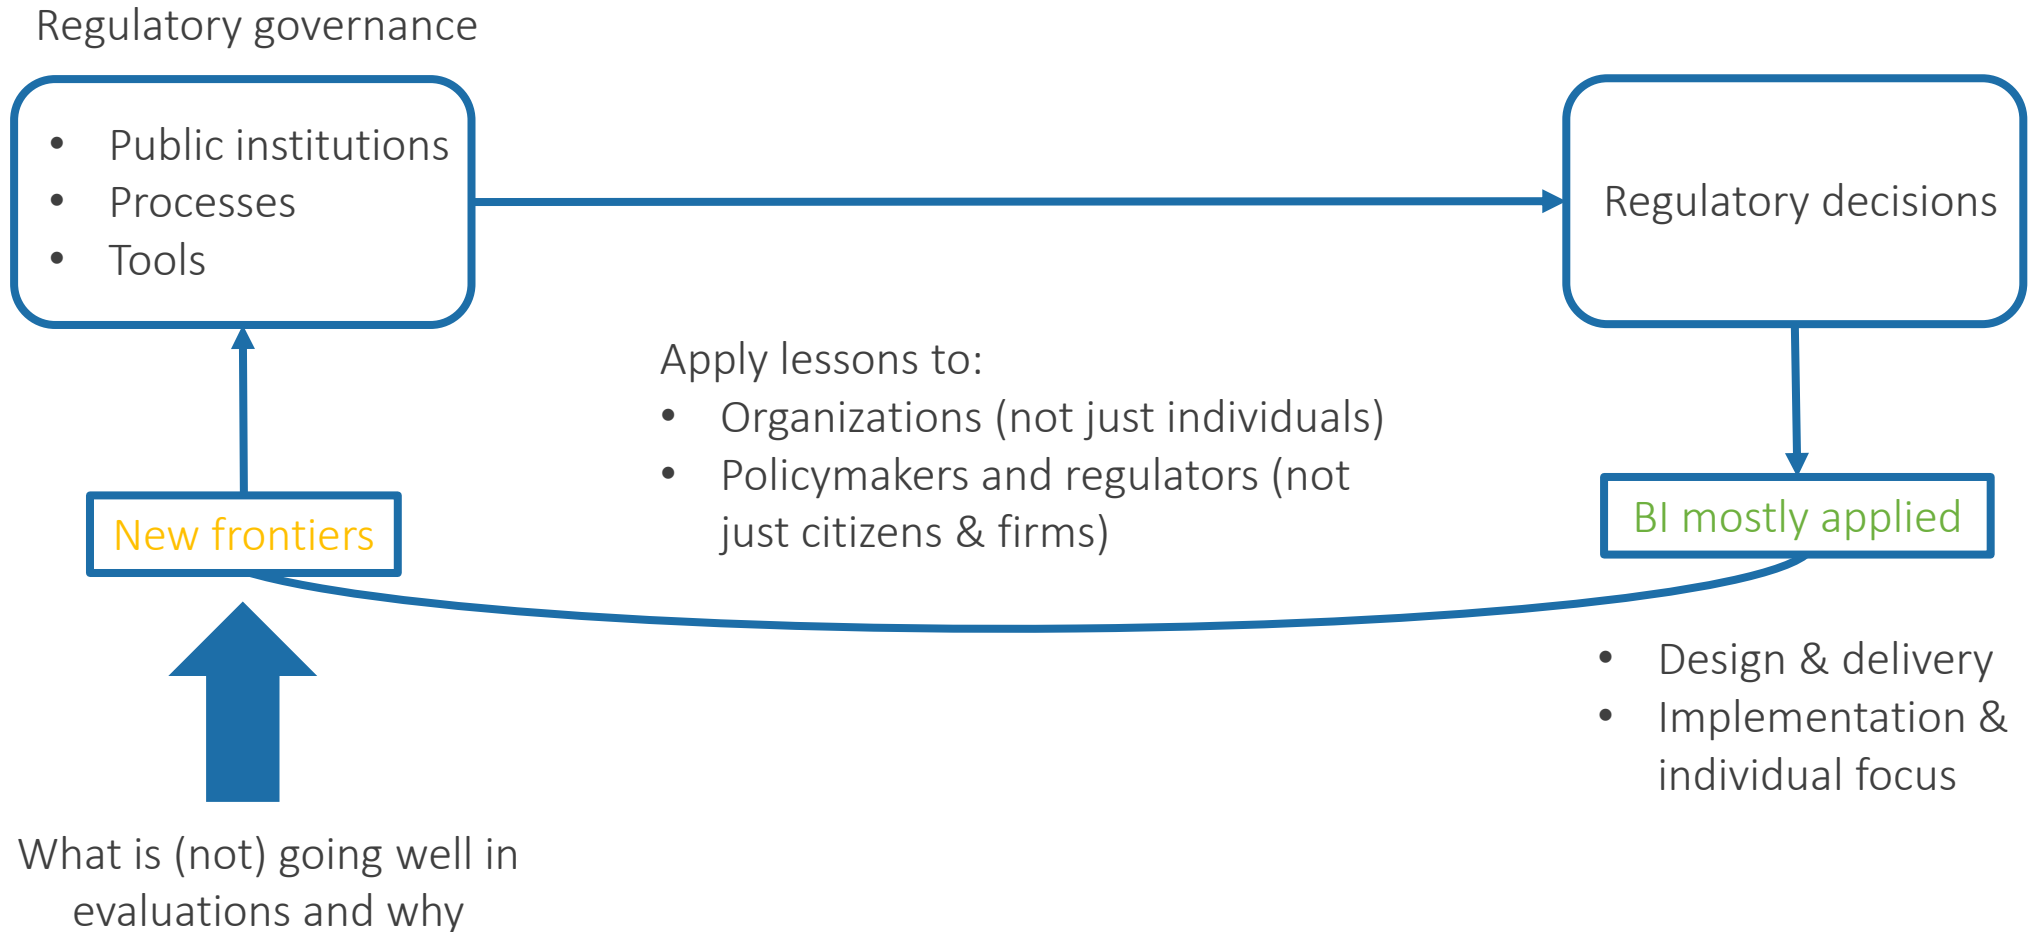 Regulatory governance
• Public institutions
• Processes
• Tools
Regulatory decisions
Apply lessons to:
• Organizations (not just individuals)
• Policymakers and regulators (not
just citizens & firms)
New frontiers
BI mostly applied
• Design & delivery
• Implementation &
individual focus
What is (not) going well in
evaluations and why